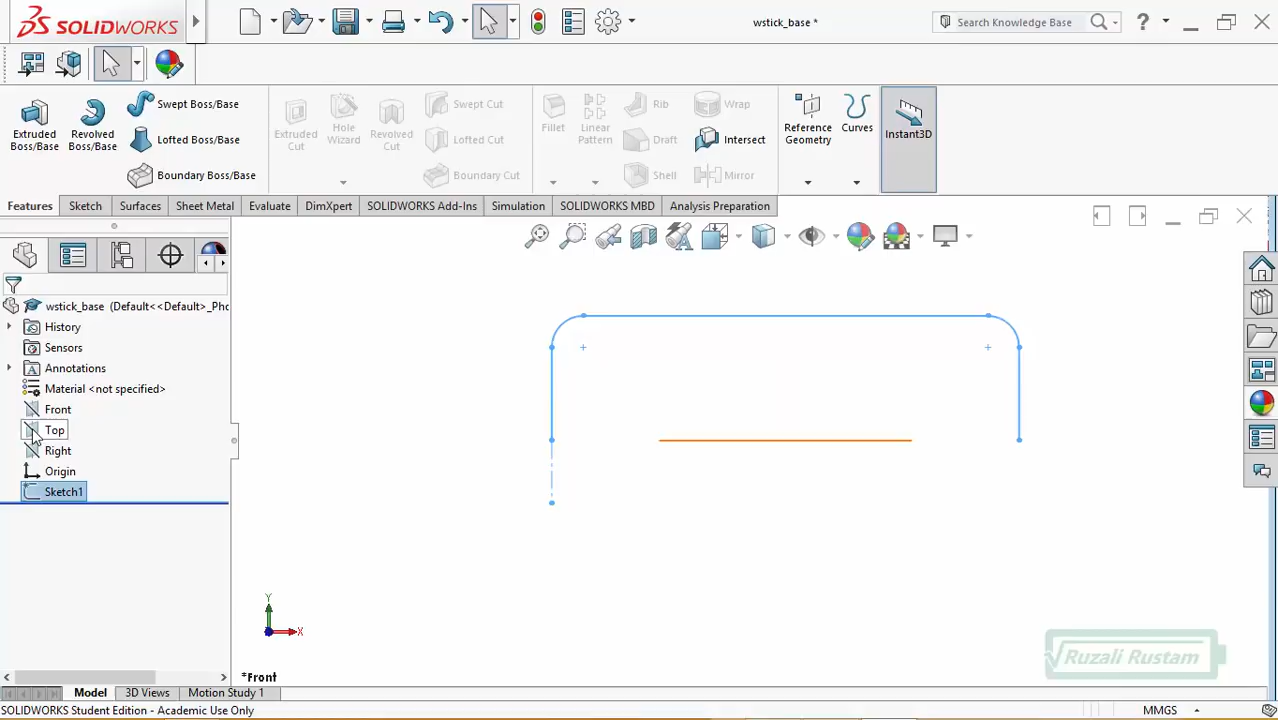 SOLIDWORKS
wstick_base *
Search Knowledge Base
?
Extruded Boss/Base
Revolved Boss/Base
Swept Boss/Base
Lofted Boss/Base
Boundary Boss/Base
Extruded Cut
Hole Wizard
Revolved Cut
Swept Cut
Lofted Cut
Boundary Cut
Fillet
Linear Pattern
Rib
Draft
Shell
Wrap
Intersect
Mirror
Reference Geometry
Curves
Instant3D
Features
Sketch
Surfaces
Sheet Metal
Evaluate
DimXpert
SOLIDWORKS Add-Ins
Simulation
SOLIDWORKS MBD
Analysis Preparation
wstick_base (Default<<Default>_Pho
History
Sensors
Annotations
Material <not specified>
Front
Top
Right
Origin
Sketch1
Y
X
*Front
Ruzali Rustam
Model
3D Views
Motion Study 1
SOLIDWORKS Student Edition - Academic Use Only
MMGS